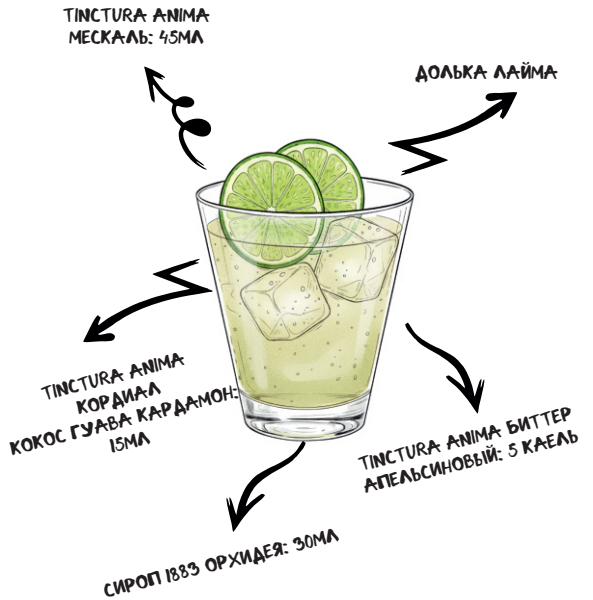 TINCTURA ANIMA
МЕСКАЛЬ: 45МЛ
ДОЛЬКА ЛАЙМА
TINCTURA ANIMA
КОРДИАЛ
КОКОС ГУАВА КАРДАМОН:
15МЛ
TINCTURA ANIMA БИТТЕР
АПЕЛЬСИНОВЫЙ: 5 КАЕЛЬ
СИРОП 1883 ОРХИДЕЯ: 30МЛ